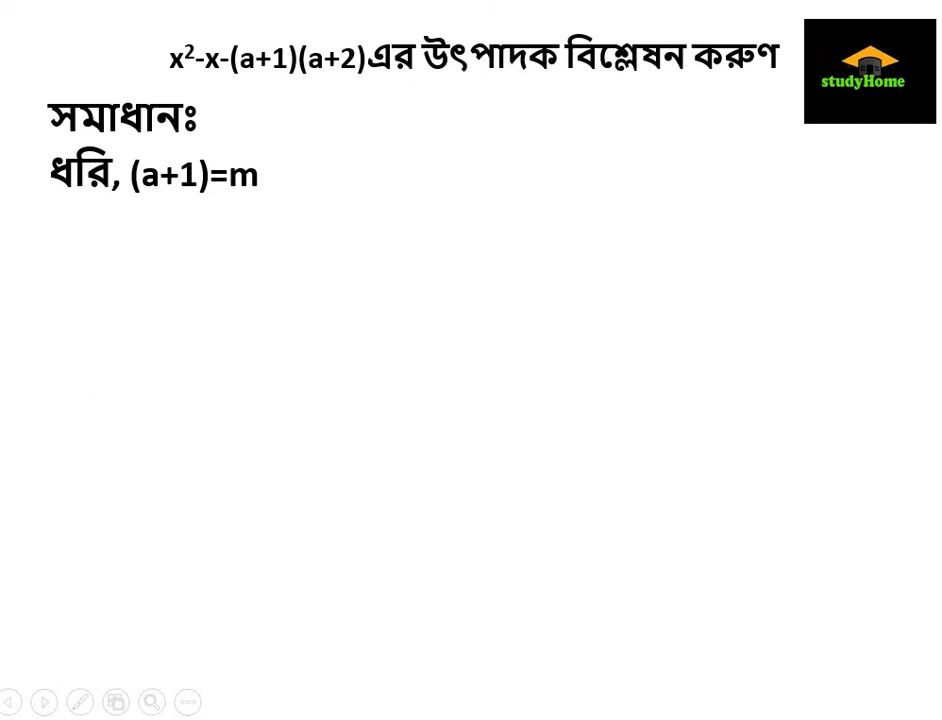 x²-x-(a+1)(a+2)এর উৎপাদক বিশ্লেষন করুণ
studyHome
সমাধানঃ
ধরি, (a+1)=m